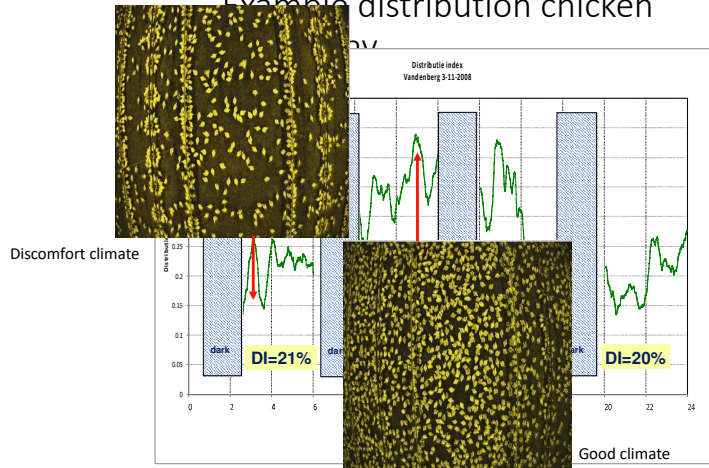 Example distribution chicken
Distributie index
Vandenberg 3-11-2008
Discomfort climate
0.25
0.2
0.15
0.1
0.05
0
dark
DI=21%
dark
DI=20%
0
2
4
6
20
22
24
Good climate